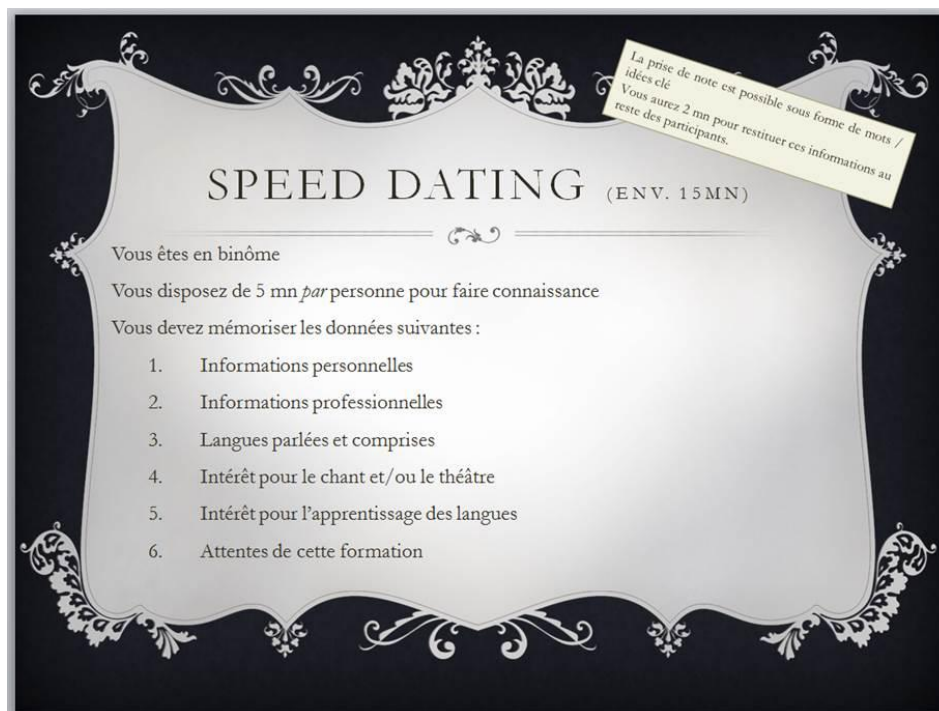 La prise de note est possible sous forme de mots /
idées clé
Vous aurez 2 mn pour restituer ces informations au
reste des participants.
SPEED DATING (ENV. 15MN)
Vous êtes en binôme
Vous disposez de 5 mn par personne pour faire connaissance
Vous devez mémoriser les données suivantes :
1. Informations personnelles
2. Informations professionnelles
3. Langues parlées et comprises
4. Intérêt pour le chant et/ou le théâtre
5. Intérêt pour l'apprentissage des langues
6. Attentes de cette formation